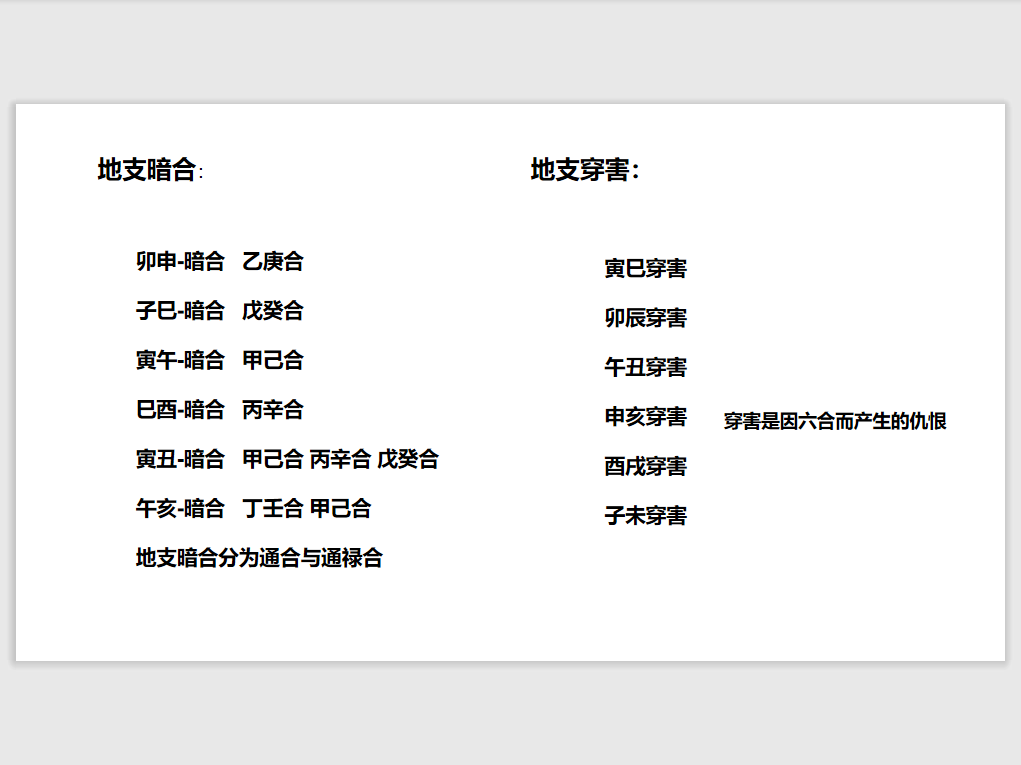 地支暗合：
卯申-暗合 乙庚合
子巳-暗合 戊癸合
寅午-暗合 甲己合
巳酉-暗合 丙辛合
寅丑-暗合 甲己合 丙辛合 戊癸合
午亥-暗合 丁壬合 甲己合
地支暗合分为通合与通禄合
地支穿害：
寅巳穿害
卯辰穿害
午丑穿害
申亥穿害
酉戌穿害
子未穿害
穿害是因六合而产生的仇恨